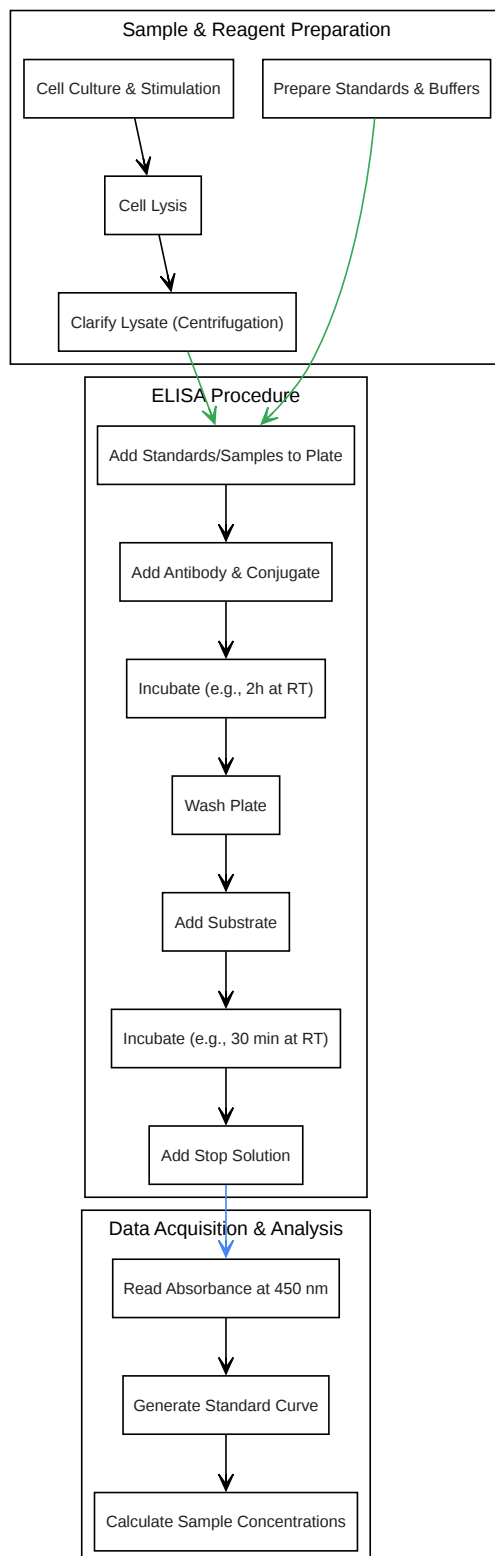 Sample & Reagent Preparation
Cell Culture & Stimulation
Prepare Standards & Buffers
Cell Lysis
Clarify Lysate (Centrifugation)
ELISA Procedure
Add Standards/Samples to Plate
Add Antibody & Conjugate
Incubate (e.g., 2h at RT)
Wash Plate
Add Substrate
Incubate (e.g., 30 min at RT)
Add Stop Solution
Data Acquisition & Analysis
Read Absorbance at 450 nm
Generate Standard Curve
Calculate Sample Concentrations